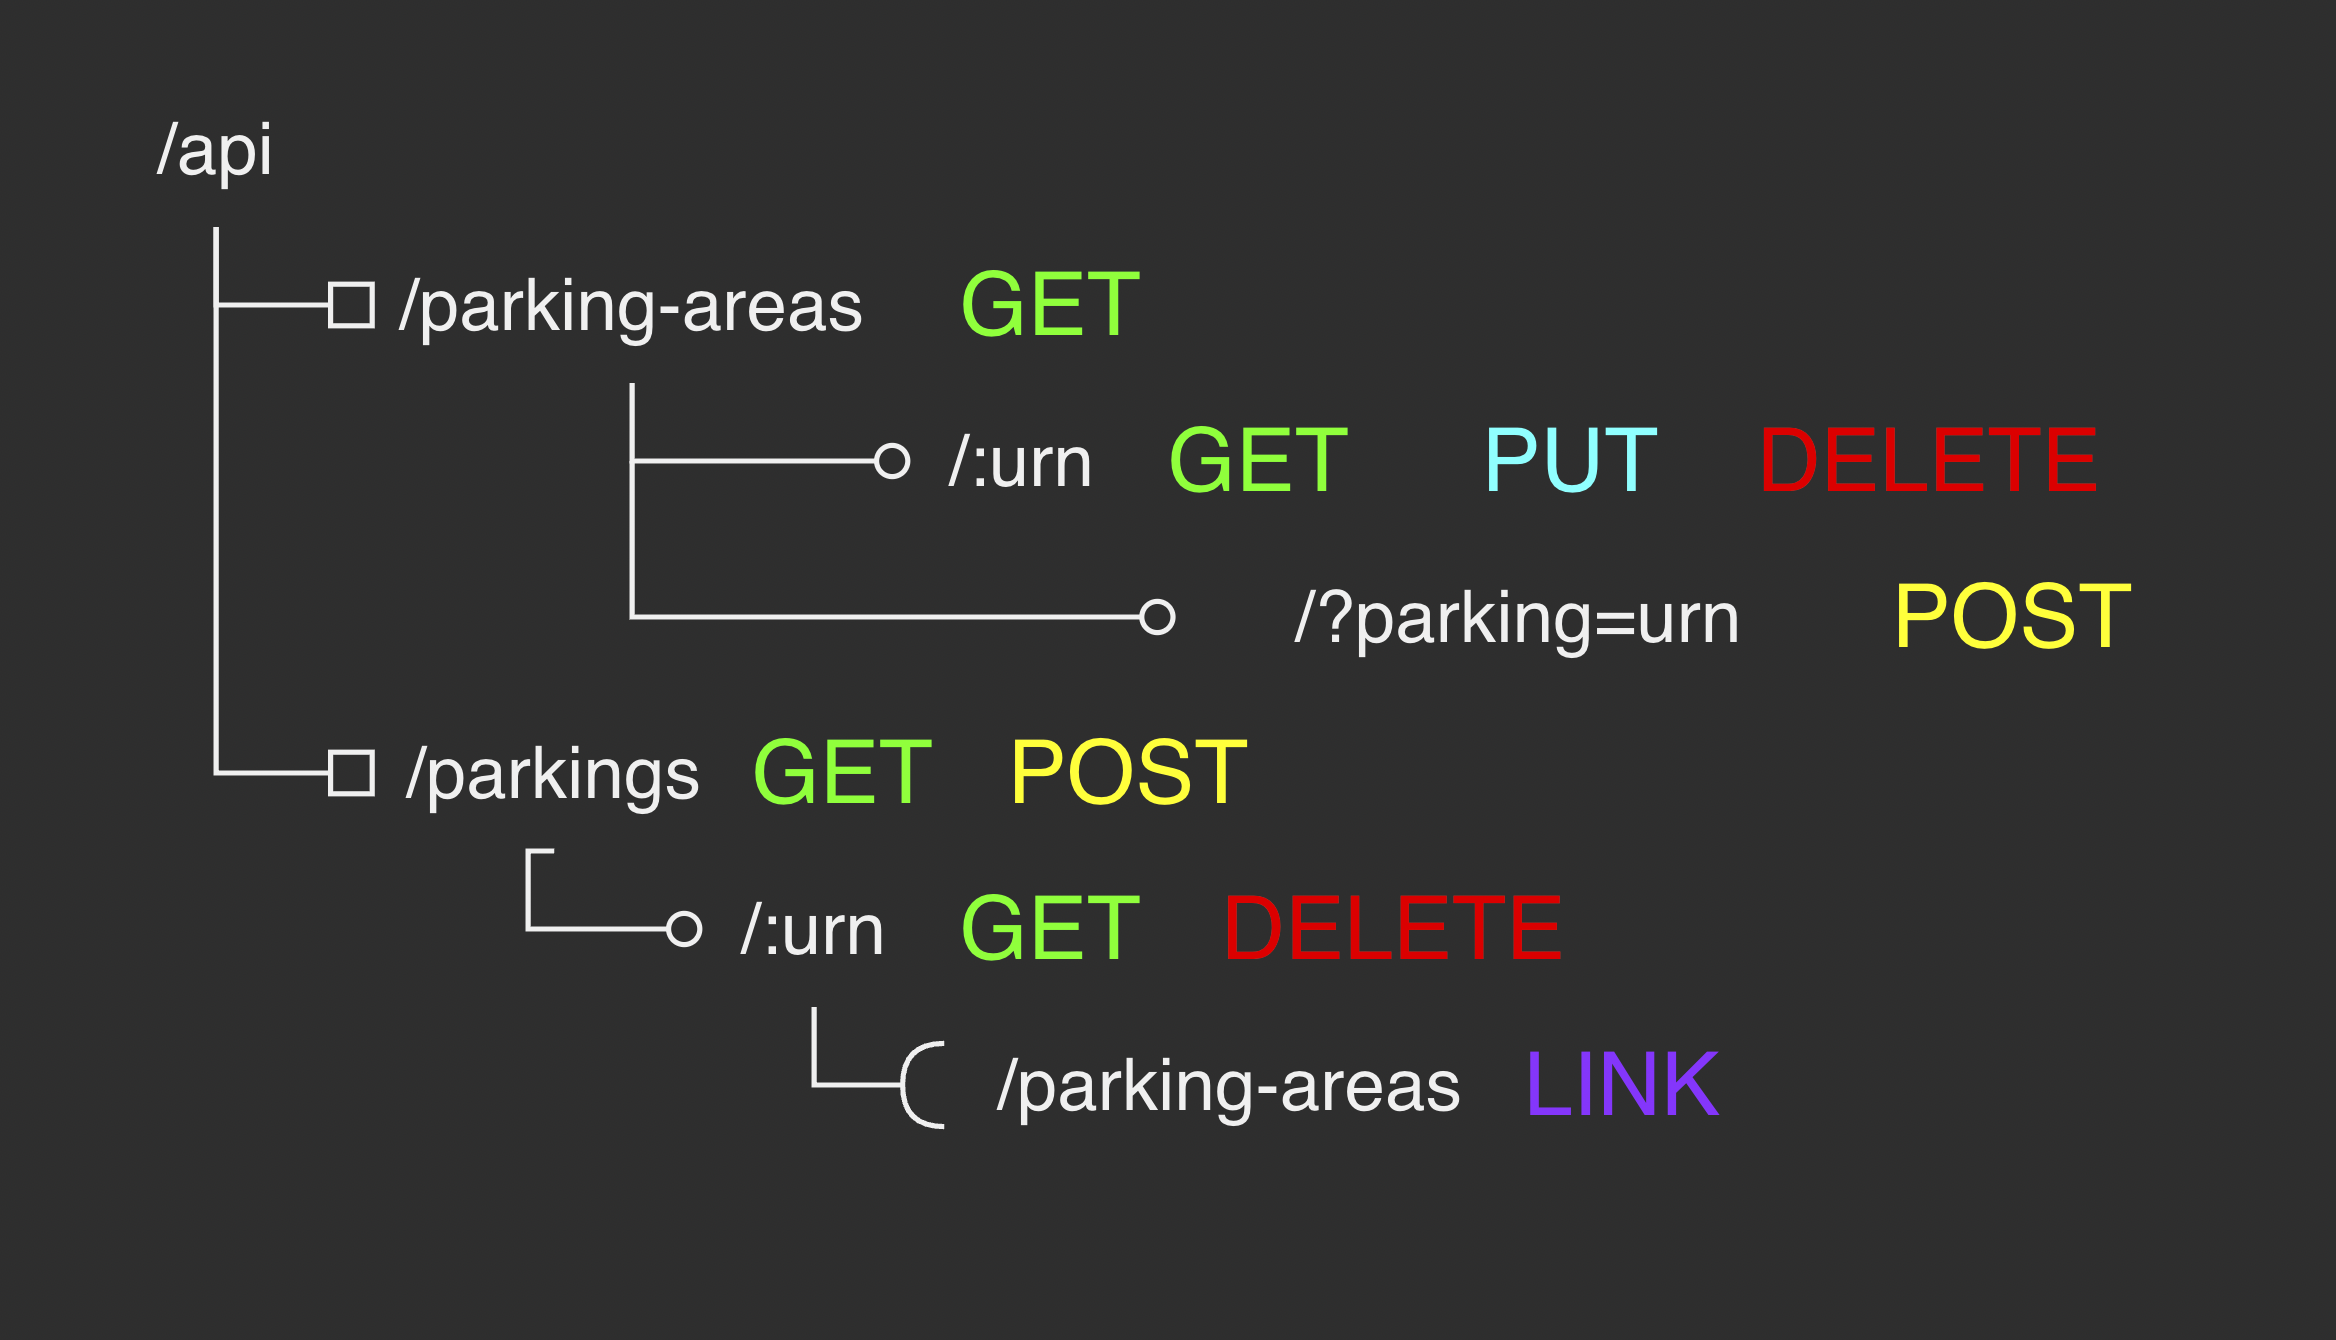 /api
/parking-areas GET
/:urn GET PUT DELETE
/?parking=urn POST
/parkings GET POST
/:urn GET DELETE
/parking-areas LINK